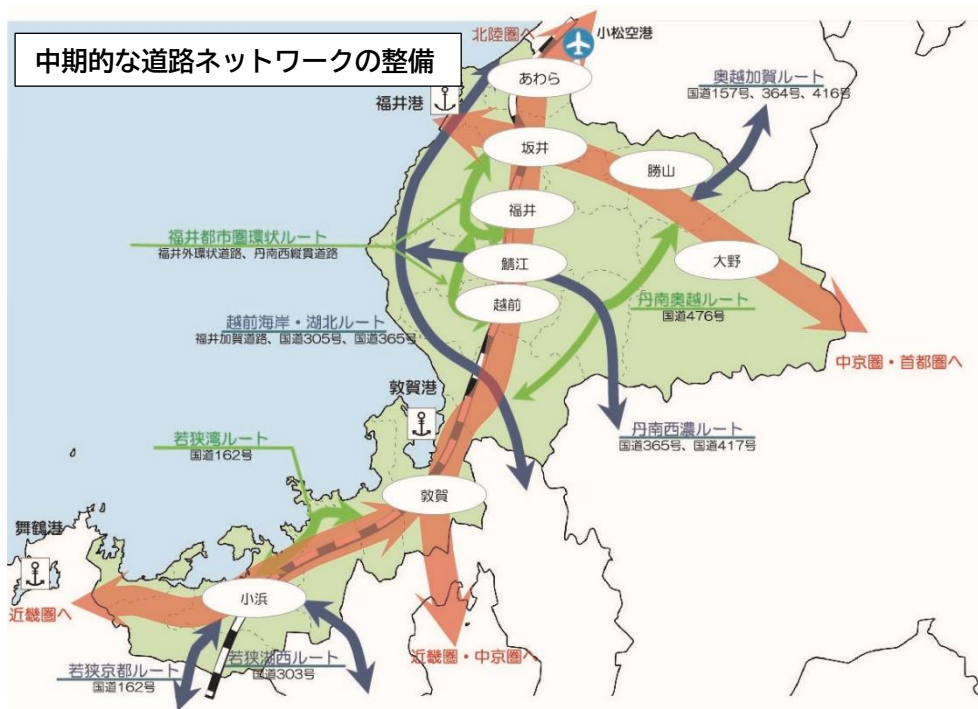 中期的な道路ネットワークの整備
北陸圏へ
小松空港
あわら
奥越加賀ルート
国道157号、364号、416号
福井港
坂井
勝山
福井
福井都市圏環状ルート
福井外環状道路、丹南西縦貫道路
鯖江
大野
越前
丹南奥越ルート
国道476号
越前海岸・湖北ルート
福井加賀道路、国道305号、国道365号
中京圏・首都圏へ
敦賀港
丹南西濃ルート
国道365号、国道417号
若狭湾ルート
国道162号
敦賀
舞鶴港
小浜
近畿圏へ
若狭京都ルート
国道162号
若狭湖西ルート
国道303号
近畿圏・中京圏へ